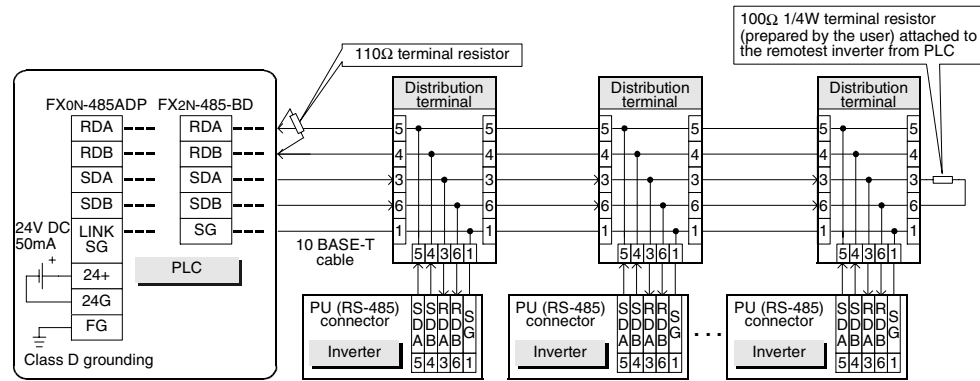 100Ω 1/4W terminal resistor
(prepared by the user) attached to
the remotest inverter from PLC
110Ω terminal resistor
FX0N-485ADP FX2N-485-BD
RDA
RDB
SDA
SDB
LINK
SG
24+
24G
FG
RDA
RDB
SDA
SDB
SG
24V DC
50mA
+
PLC
Class D grounding
10 BASE-T
cable
Distribution
terminal
5 5
4 4
3 3
6 6
1 1
5 4 3 6 1
Distribution
terminal
5 5
4 4
3 3
6 6
1 1
5 4 3 6 1
Distribution
terminal
5 5
4 4
3 3
6 6
1 1
5 4 3 6 1
PU (RS-485)
connector
Inverter
SDA SDB RDA RDB SG
5 4 3 6 1
PU (RS-485)
connector
Inverter
SDA SDB RDA RDB SG
5 4 3 6 1
. . .
PU (RS-485)
connector
Inverter
SDA SDB RDA RDB SG
5 4 3 6 1